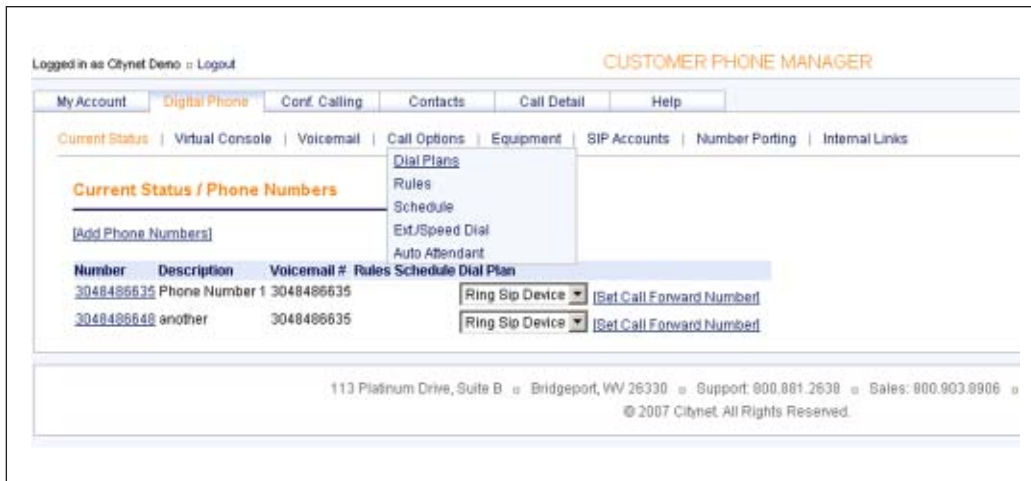 Logged in as Citynet Demo :: Logout
CUSTOMER PHONE MANAGER
My Account Digital Phone Conf. Calling Contacts Call Detail Help
Current Status | Virtual Console | Voicemail | Call Options | Equipment | SIP Accounts | Number Porting | Internal Links
Dial Plans
Rules
Schedule
Ext./Speed Dial
Auto Attendant
Current Status / Phone Numbers
[Add Phone Numbers]
Number Description Voicemail # Rules Schedule Dial Plan
3048486635 Phone Number 1 3048486635 Ring Sip Device [Set Call Forward Number]
3048486648 another 3048486635 Ring Sip Device [Set Call Forward Number]
113 Platinum Drive, Suite B :: Bridgeport, WV 26330 :: Support: 800.881.2638 :: Sales: 800.903.8906 ::
© 2007 Citynet. All Rights Reserved.